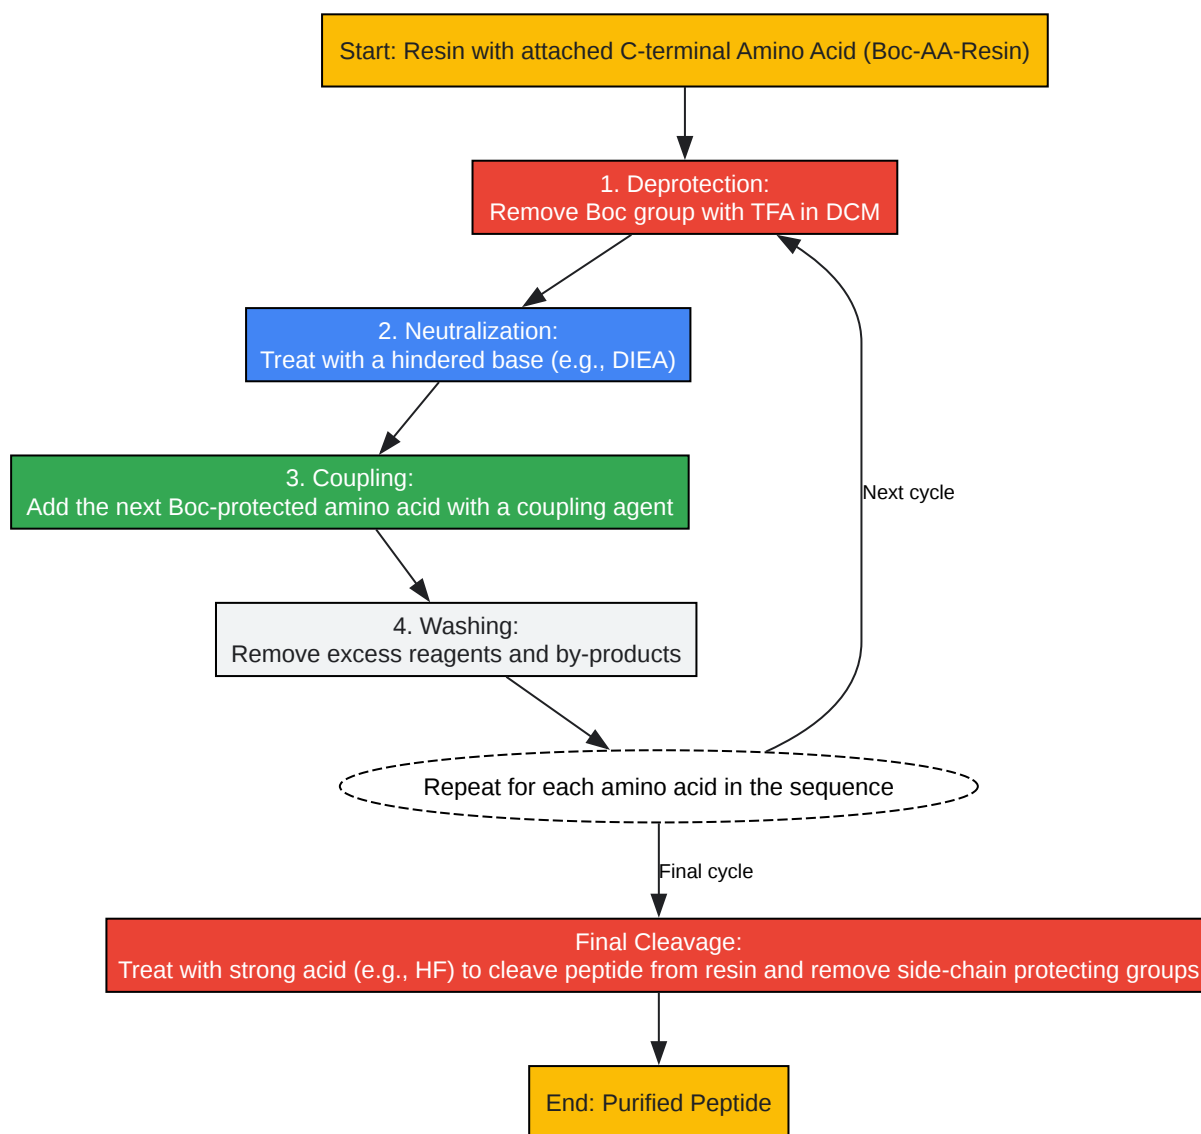 Start: Resin with attached C-terminal Amino Acid (Boc-AA-Resin)
1. Deprotection:
Remove Boc group with TFA in DCM
2. Neutralization:
Treat with a hindered base (e.g., DIEA)
3. Coupling:
Add the next Boc-protected amino acid with a coupling agent
Next cycle
4. Washing:
Remove excess reagents and by-products
Repeat for each amino acid in the sequence
Final cycle
Final Cleavage:
Treat with strong acid (e.g., HF) to cleave peptide from resin and remove side-chain protecting groups
End: Purified Peptide